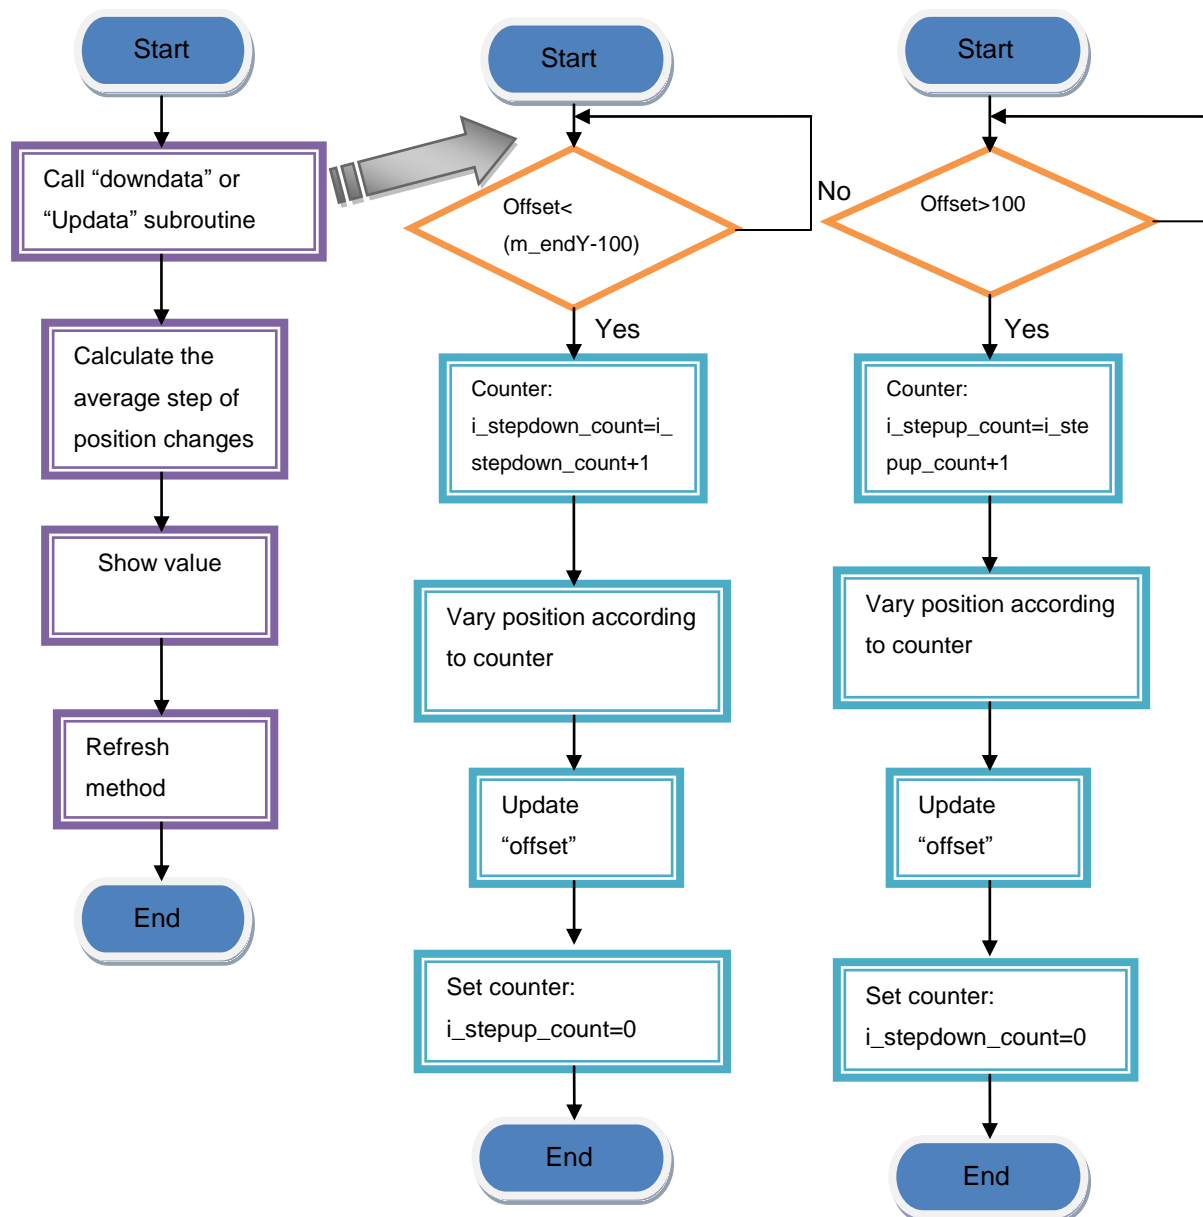 Start
Call “downdata” or
“Updata” subroutine
Calculate the
average step of
position changes
Show value
Refresh
method
End
Start
Offset<
(m_endY-100)
No
Yes
Counter:
i_stepdown_count=i_
stepdown_count+1
Vary position according
to counter
Update
“offset”
Set counter:
i_stepup_count=0
End
Start
Offset>100
Yes
Counter:
i_stepup_count=i_ste
pup_count+1
Vary position according
to counter
Update
“offset”
Set counter:
i_stepdown_count=0
End